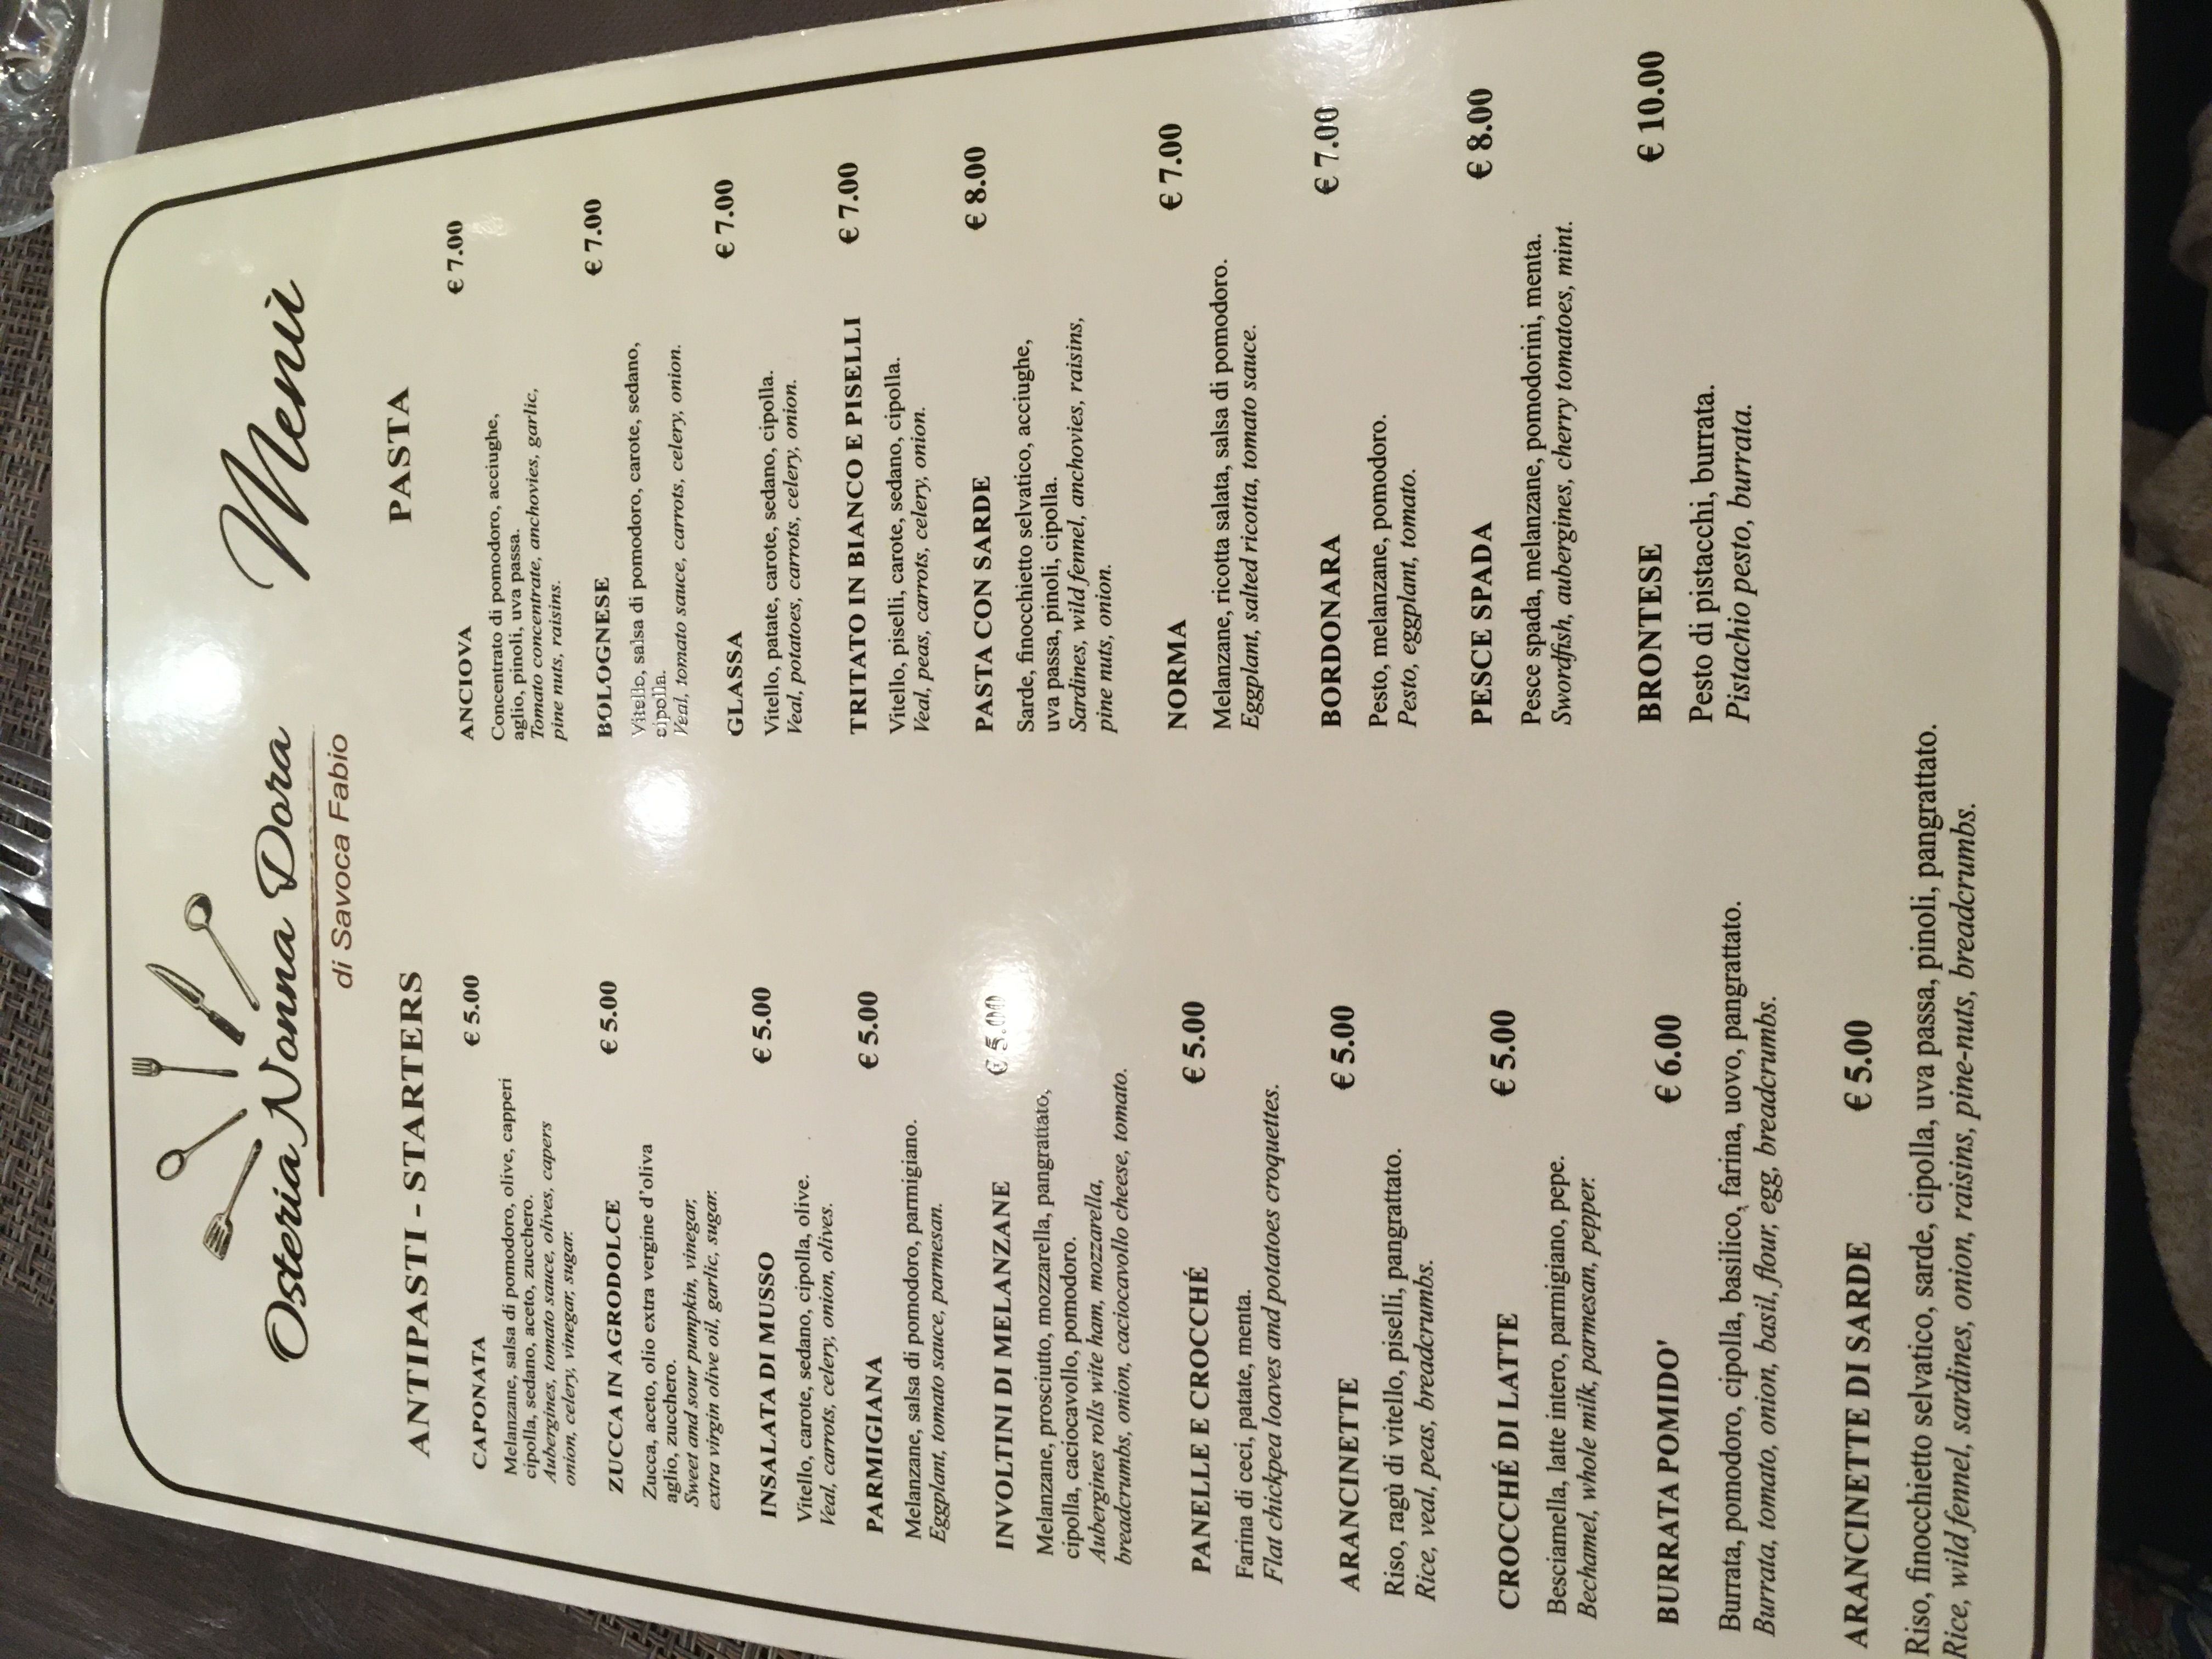 Osteria Nonna Dora
di Savoca Fabio
Menù
ANTIPASTI - STARTERS
CAPONATA € 5.00
Melanzane, salsa di pomodoro, olive, capperi
cipolla, sedano, aceto, zucchero.
Aubergines, tomato sauce, olives, capers
onion, celery, vinegar, sugar.
ZUCCA IN AGRODOLCE € 5.00
Zucca, aceto, olio extra vergine d'oliva
aglio, zucchero.
Sweet and sour pumpkin, vinegar,
extra virgin olive oil, garlic, sugar.
INSALATA DI MUSSO € 5.00
Vitello, carote, sedano, cipolla, olive.
Veal, carrots, celery, onion, olives.
PARMIGIANA € 5.00
Melanzane, salsa di pomodoro, parmigiano.
Eggplant, tomato sauce, parmesan.
INVOLTINI DI MELANZANE € 5.00
Melanzane, prosciutto, mozzarella, pangrattato,
cipolla, caciocavollo, pomodoro.
Aubergines rolls wite ham, mozzarella,
breadcrumbs, onion, caciocavollo cheese, tomato.
PANELLE E CROCCHÉ € 5.00
Farina di ceci, patate, menta.
Flat chickpea loaves and potatoes croquettes.
ARANCINETTE € 5.00
Riso, ragù di vitello, piselli, pangrattato.
Rice, veal, peas, breadcrumbs.
CROCCHÉ DI LATTE € 5.00
Besciamella, latte intero, parmigiano, pepe.
Bechamel, whole milk, parmesan, pepper.
BURRATA POMIDO' € 6.00
Burrata, pomodoro, cipolla, basilico, farina, uovo, pangrattato.
Burrata, tomato, onion, basil, flour, egg, breadcrumbs.
ARANCINETTE DI SARDE € 5.00
Riso, finocchietto selvatico, sarde, cipolla, uva passa, pinoli, pangrattato.
Rice, wild fennel, sardines, onion, raisins, pine-nuts, breadcrumbs.
PASTA
ANCIOVA € 7.00
Concentrato di pomodoro, acciughe,
aglio, pinoli, uva passa.
Tomato concentrate, anchovies, garlic,
pine nuts, raisins.
BOLOGNESE € 7.00
Vitello, salsa di pomodoro, carote, sedano,
cipolla.
Veal, tomato sauce, carrots, celery, onion.
GLASSA € 7.00
Vitello, patate, carote, sedano, cipolla.
Veal, potatoes, carrots, celery, onion.
TRITATO IN BIANCO E PISELLI € 7.00
Vitello, piselli, carote, sedano, cipolla.
Veal, peas, carrots, celery, onion.
PASTA CON SARDE € 8.00
Sarde, finocchietto selvatico, acciughe,
uva passa, pinoli, cipolla.
Sardines, wild fennel, anchovies, raisins,
pine nuts, onion.
NORMA € 7.00
Melanzane, ricotta salata, salsa di pomodoro.
Eggplant, salted ricotta, tomato sauce.
BORDONARA € 7.00
Pesto, melanzane, pomodoro.
Pesto, eggplant, tomato.
PESCE SPADA € 8.00
Pesce spada, melanzane, pomodorini, menta.
Swordfish, aubergines, cherry tomatoes, mint.
BRONTESE € 10.00
Pesto di pistacchi, burrata.
Pistachio pesto, burrata.